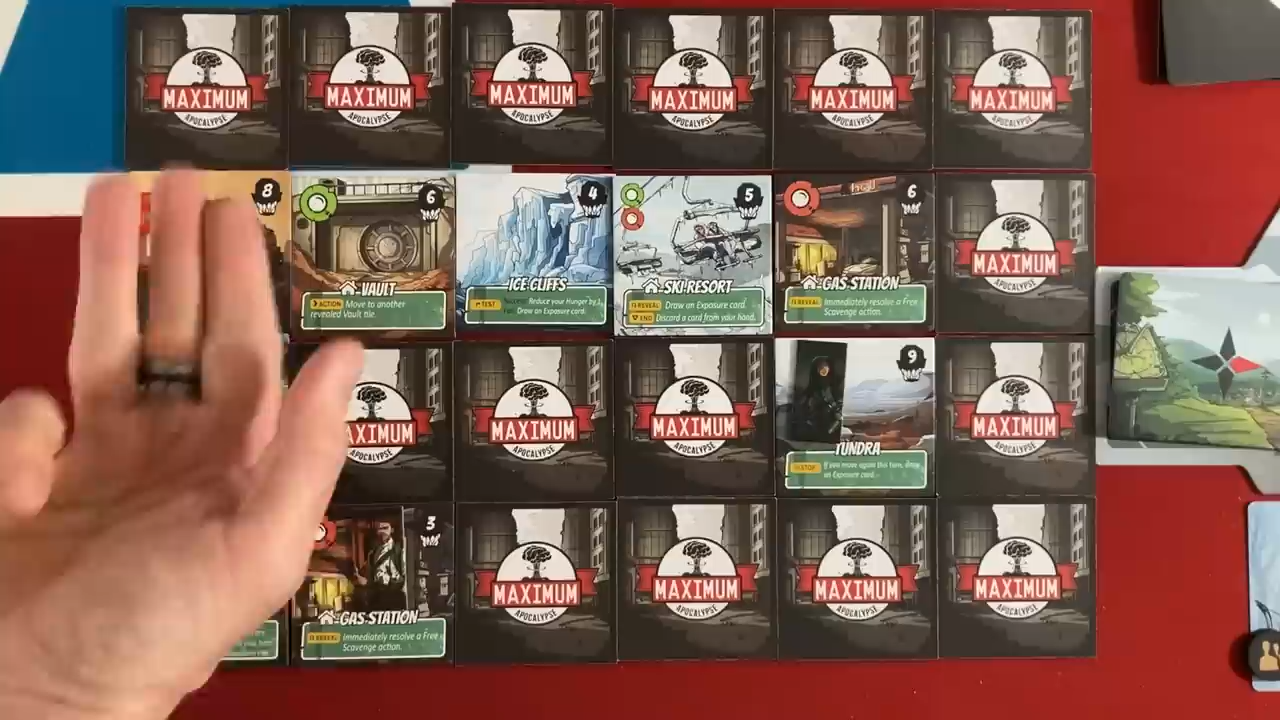 MAXIMUM
APOCALYPSE
MAXIMUM
APOCALYPSE
MAXIMUM
APOCALYPSE
MAXIMUM
APOCALYPSE
MAXIMUM
APOCALYPSE
MAXIMUM
APOCALYPSE
8
6
VAULT
ACTION Move to another
revealed Vault tile.
4
ICE CLIFFS
TEST Success: Reduce your Hunger by 1.
Fail: Draw an Exposure card.
5
SKI RESORT
REVEAL Draw an Exposure card.
END Discard a card from your hand.
6
GAS STATION
REVEAL Immediately resolve a Free
Scavenge action.
MAXIMUM
APOCALYPSE
AXIMUM
APOCALYPSE
MAXIMUM
APOCALYPSE
MAXIMUM
APOCALYPSE
9
TUNDRA
STOP If you move again this turn, draw
an Exposure card.
MAXIMUM
APOCALYPSE
3
GAS STATION
REVEAL Immediately resolve a Free
Scavenge action.
MAXIMUM
APOCALYPSE
MAXIMUM
APOCALYPSE
MAXIMUM
APOCALYPSE
MAXIMUM
APOCALYPSE